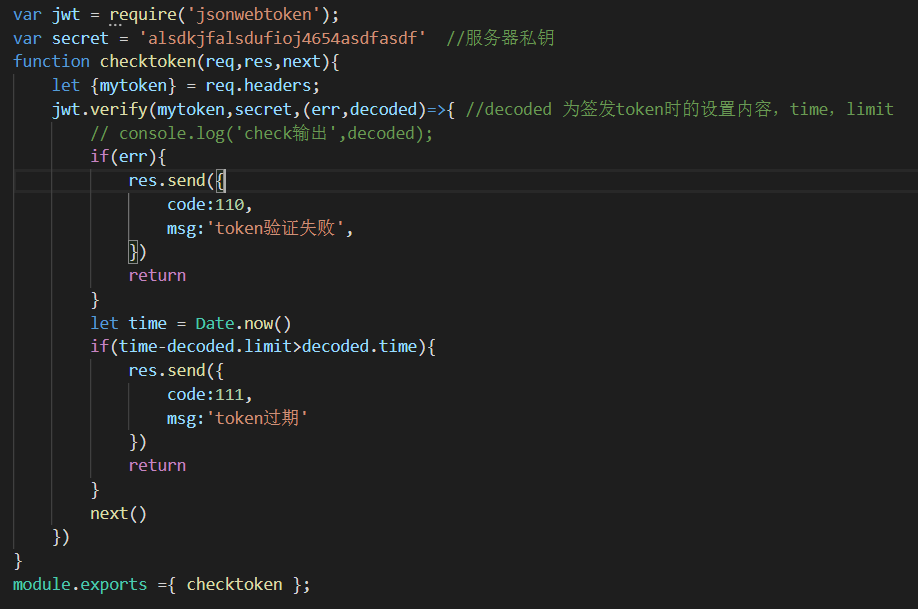 var jwt = require('jsonwebtoken');
var secret = 'alsdkjfalsdufioj4654asdfasdf'  //服务器私钥
function checktoken(req,res,next){
    let {mytoken} = req.headers;
    jwt.verify(mytoken,secret,(err,decoded)=>{ //decoded 为签发token时的设置内容，time，limit
        // console.log('check输出',decoded);
        if(err){
            res.send({
                code:110,
                msg:'token验证失败',
            })
            return
        }
        let time = Date.now()
        if(time-decoded.limit>decoded.time){
            res.send({
                code:111,
                msg:'token过期'
            })
            return
        }
        next()
    })
}
module.exports ={ checktoken };